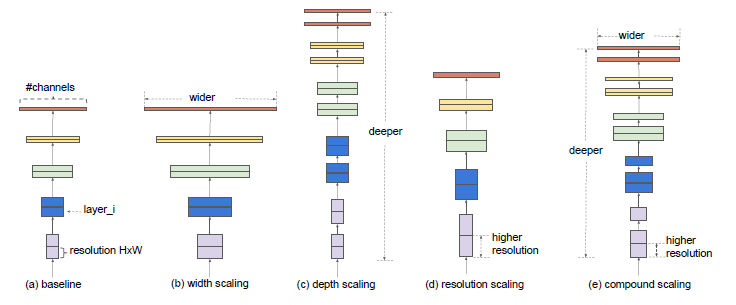 #channels
layer_i
resolution HxW
(a) baseline
wider
(b) width scaling
deeper
(c) depth scaling
higher
resolution
(d) resolution scaling
wider
deeper
higher
resolution
(e) compound scaling